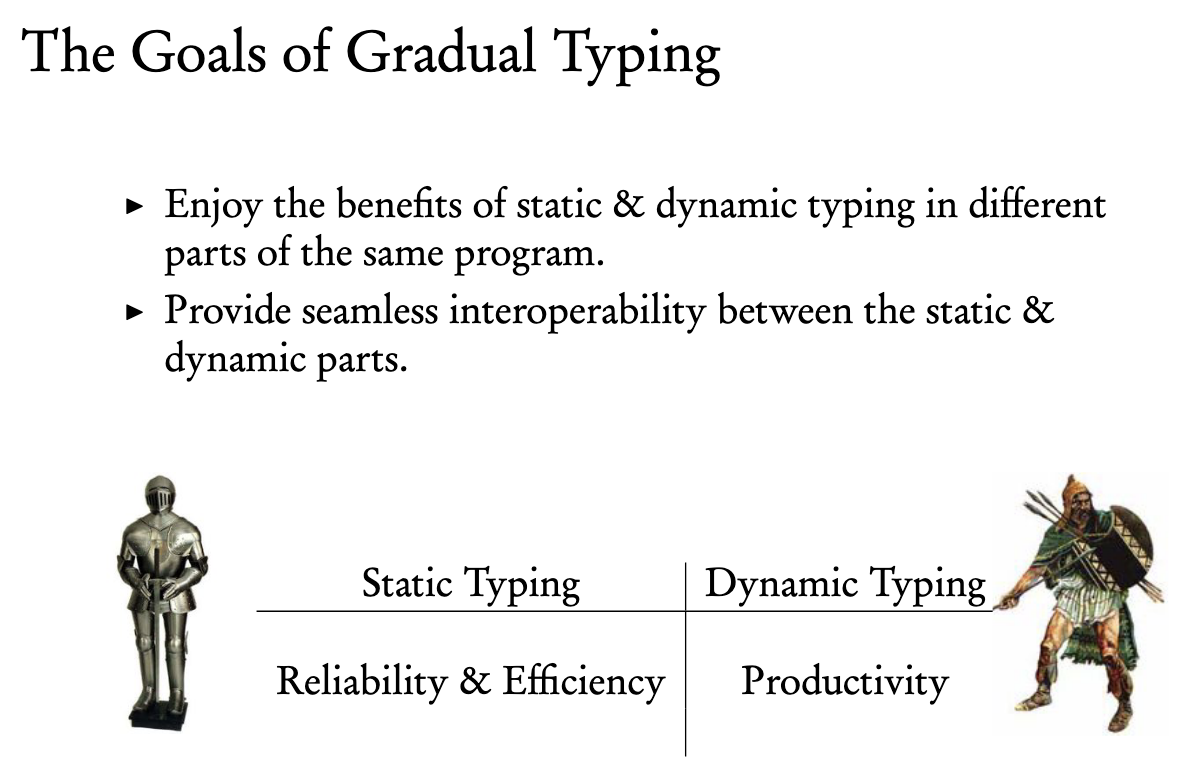 The Goals of Gradual Typing
▸ Enjoy the benefits of static & dynamic typing in different
parts of the same program.
▸ Provide seamless interoperability between the static &
dynamic parts.
Static Typing Dynamic Typing
Reliability & Efficiency Productivity